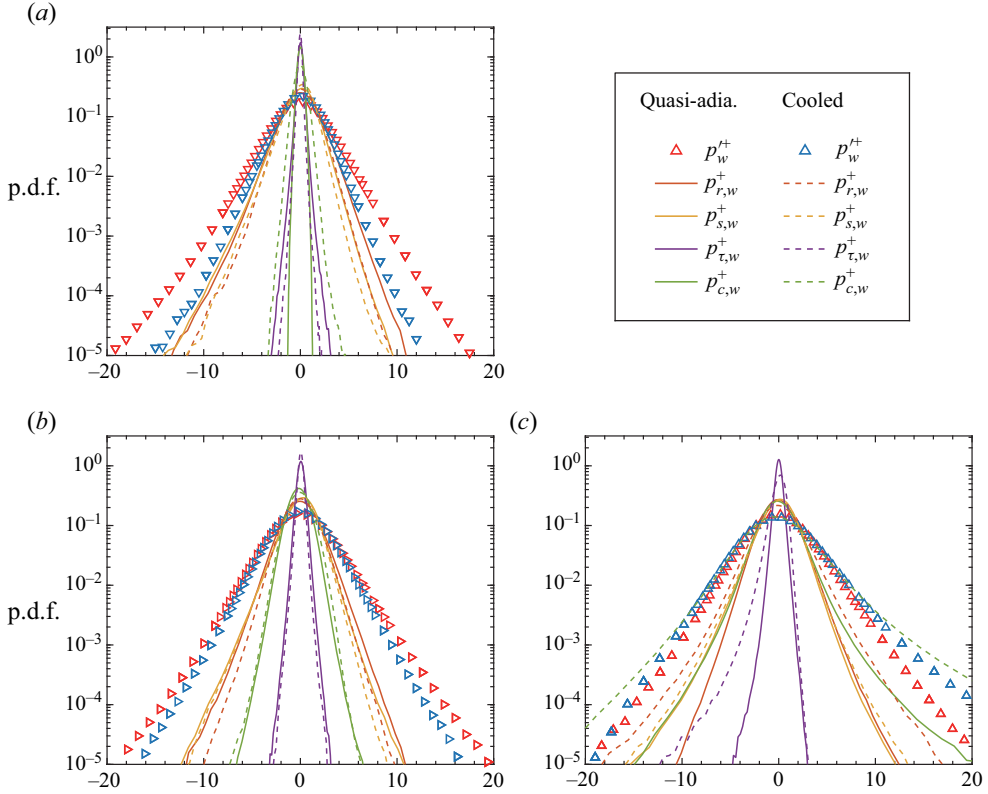 (a)
10^0
10^–1
10^–2
p.d.f.
10^–3
10^–4
10^–5
–20 –10 0 10 20
Quasi-adia. Cooled
p′^+_w p′^+_w
p^+_{r,w} p^+_{r,w}
p^+_{s,w} p^+_{s,w}
p^+_{τ,w} p^+_{τ,w}
p^+_{c,w} p^+_{c,w}
(b)
10^0
10^–1
10^–2
p.d.f.
10^–3
10^–4
10^–5
–20 –10 0 10 20
(c)
10^0
10^–1
10^–2
p.d.f.
10^–3
10^–4
10^–5
–20 –10 0 10 20